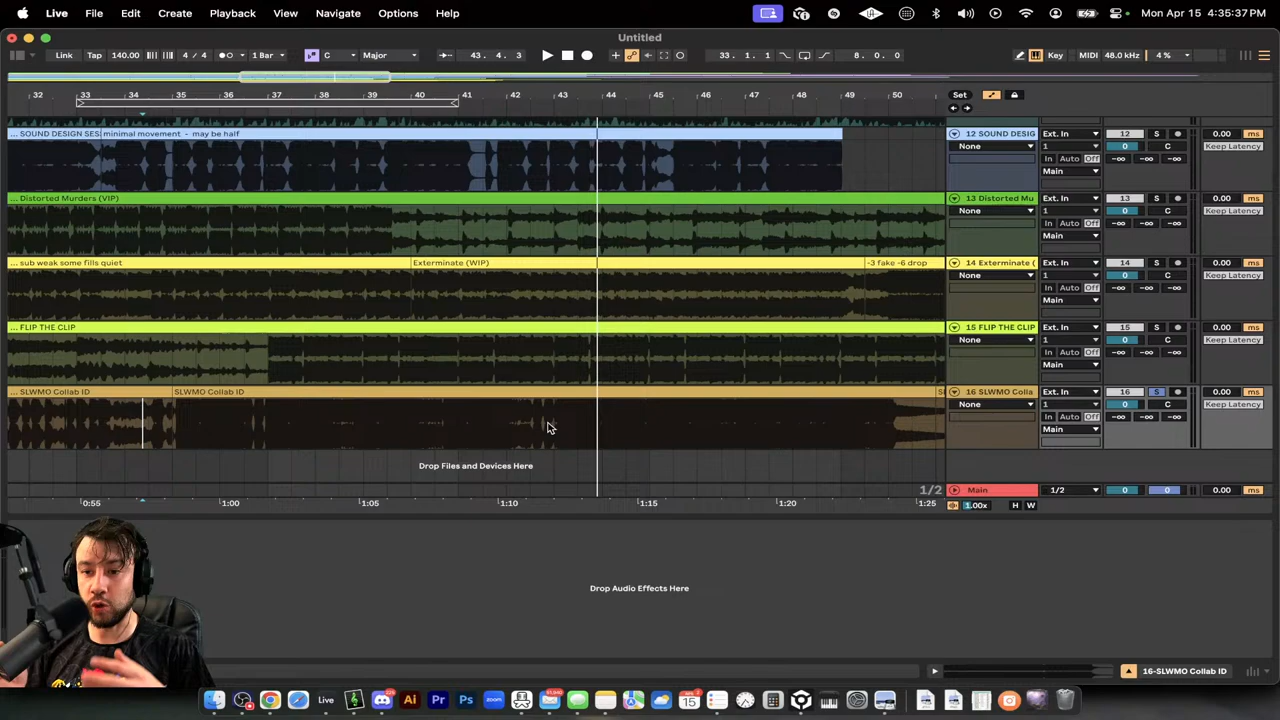 Live File Edit Create Playback View Navigate Options Help Mon Apr 15 4:35:37 PM
Untitled
Link Tap 140.00 4 / 4 1 Bar C Major 43. 4. 3 33. 1. 1 8. 0. 0 Key MIDI 48.0 kHz 4 %
32 33 34 35 36 37 38 39 40 41 42 43 44 45 46 47 48 49 50 Set
... SOUND DESIGN SES minimal movement - may be half 12 SOUND DESIG Ext. In 12 S 0.00 ms
None 1 0 C Keep Latency
In Auto Off -∞ -∞
Main
... Distorted Murders (VIP) 13 Distorted Mu Ext. In 13 S 0.00 ms
None 1 0 C Keep Latency
In Auto Off -∞ -∞
Main
... sub weak some fills quiet Exterminate (WIP) -3 fake -6 drop 14 Exterminate ( Ext. In 14 S 0.00 ms
None 1 0 C Keep Latency
In Auto Off -∞ -∞
Main
... FLIP THE CLIP 15 FLIP THE CLIP Ext. In 15 S 0.00 ms
None 1 0 C Keep Latency
In Auto Off -∞ -∞
Main
... SLWMO Collab ID SLWMO Collab ID 16 SLWMO Colla Ext. In 16 S 0.00 ms
None 1 0 C Keep Latency
In Auto Off -∞ -∞
Main
Drop Files and Devices Here
1/2 Main 1/2 0 0 0.00 ms
0:55 1:00 1:05 1:10 1:15 1:20 1:25 1.00x H W
Drop Audio Effects Here
16-SLWMO Collab ID
Live Ai Pr Ps zoom APR 15